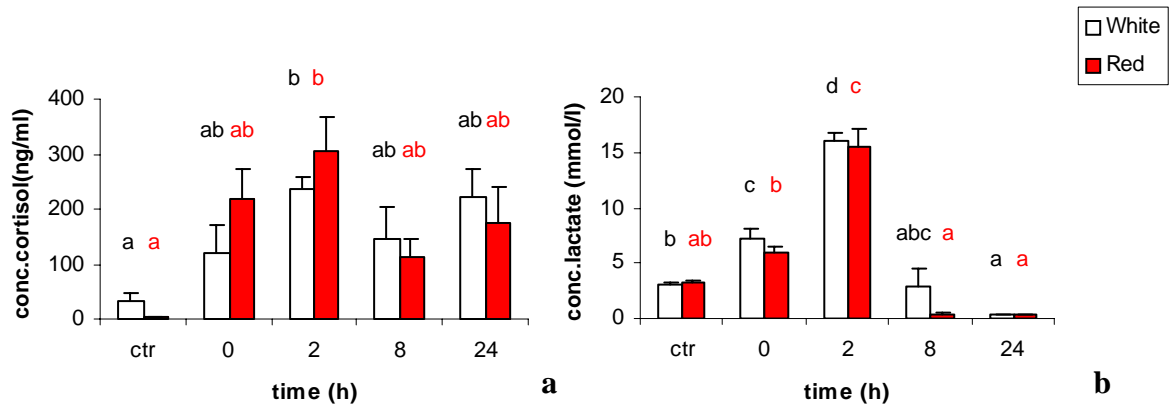 White
Red
b b
ab ab
ab ab
ab ab
a a
400
300
200
100
0
conc.cortisol(ng/ml)
ctr 0 2 8 24
time (h)
a
d c
c b
b ab
abc a
a a
20
15
10
5
0
conc.lactate (mmol/l)
ctr 0 2 8 24
time (h)
b